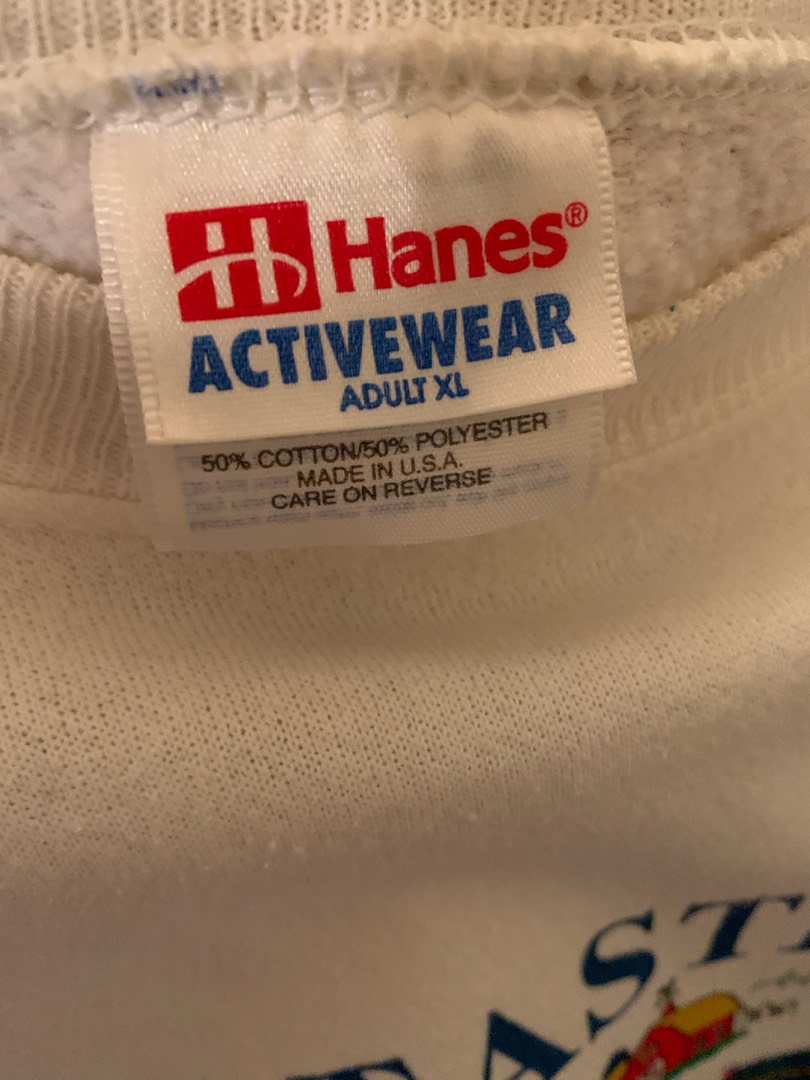 Hanes®
ACTIVEWEAR
ADULT XL
50% COTTON/50% POLYESTER
MADE IN U.S.A.
CARE ON REVERSE